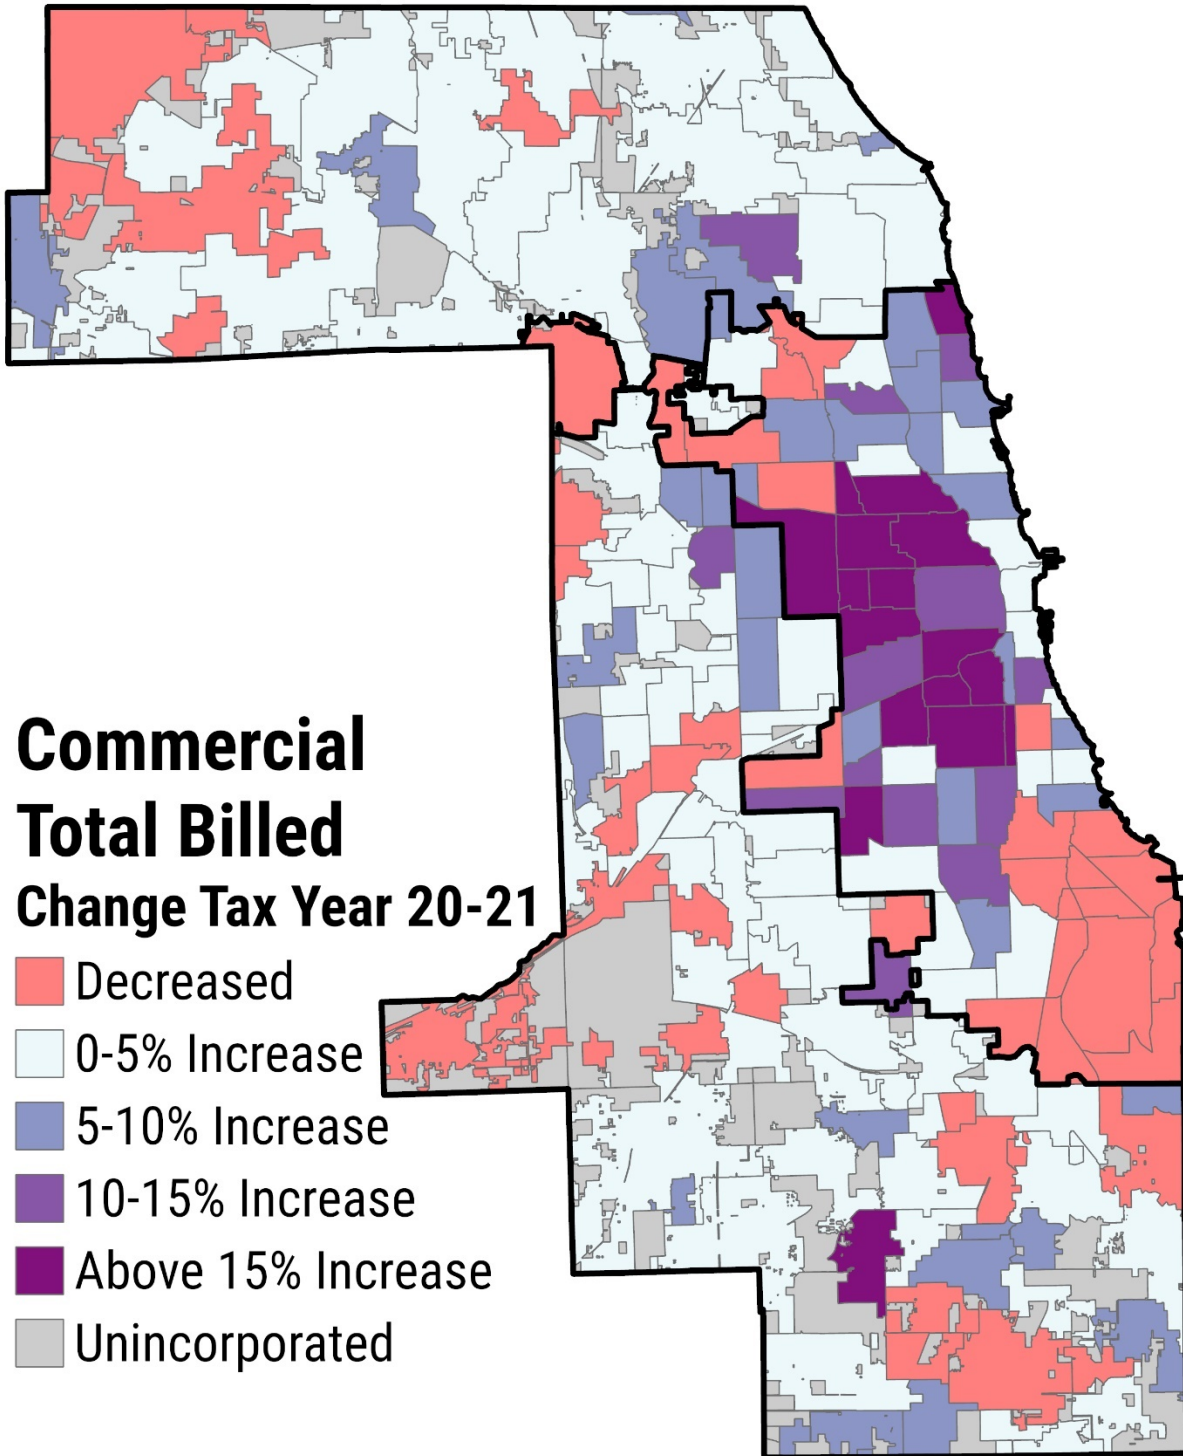 Commercial
Total Billed
Change Tax Year 20-21
Decreased
0-5% Increase
5-10% Increase
10-15% Increase
Above 15% Increase
Unincorporated